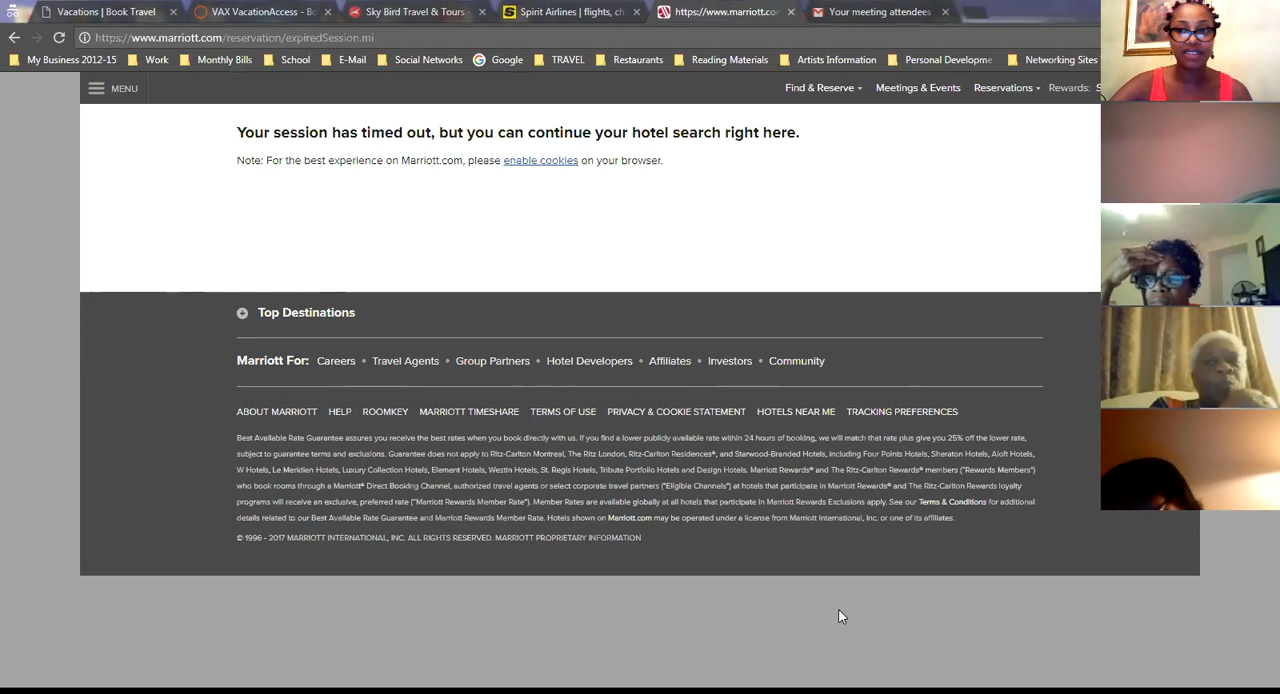 Vacations | Book Travel
VAX VacationAccess - Bo
Sky Bird Travel & Tours -
Spirit Airlines | flights, ch
https://www.marriott.com
Your meeting attendees
https://www.marriott.com/reservation/expiredSession.mi
My Business 2012-15 Work Monthly Bills School E-Mail Social Networks Google TRAVEL Restaurants Reading Materials Artists Information Personal Developme Networking Sites
MENU Find & Reserve Meetings & Events Reservations Rewards: S
Your session has timed out, but you can continue your hotel search right here.
Note: For the best experience on Marriott.com, please enable cookies on your browser.
Top Destinations
Marriott For: Careers • Travel Agents • Group Partners • Hotel Developers • Affiliates • Investors • Community
ABOUT MARRIOTT HELP ROOMKEY MARRIOTT TIMESHARE TERMS OF USE PRIVACY & COOKIE STATEMENT HOTELS NEAR ME TRACKING PREFERENCES
Best Available Rate Guarantee assures you receive the best rates when you book directly with us. If you find a lower publicly available rate within 24 hours of booking, we will match that rate plus give you 25% off the lower rate,
subject to guarantee terms and exclusions. Guarantee does not apply to Ritz-Carlton Montreal, The Ritz London, Ritz-Carlton Residences®, and Starwood-Branded Hotels, including Four Points Hotels, Sheraton Hotels, Aloft Hotels,
W Hotels, Le Meridien Hotels, Luxury Collection Hotels, Element Hotels, Westin Hotels, St. Regis Hotels, Tribute Portfolio Hotels and Design Hotels. Marriott Rewards® and The Ritz-Carlton Rewards® members ("Rewards Members")
who book rooms through a Marriott® Direct Booking Channel, authorized travel agents or select corporate travel partners ("Eligible Channels") at hotels that participate in Marriott Rewards® and The Ritz-Carlton Rewards® loyalty
programs will receive an exclusive, preferred rate ("Marriott Rewards Member Rate"). Member Rates are available globally at all hotels that participate in Marriott Rewards Exclusions apply. See our Terms & Conditions for additional
details related to our Best Available Rate Guarantee and Marriott Rewards Member Rate. Hotels shown on Marriott.com may be operated under a license from Marriott International, Inc. or one of its affiliates.
© 1996 - 2017 MARRIOTT INTERNATIONAL, INC. ALL RIGHTS RESERVED. MARRIOTT PROPRIETARY INFORMATION